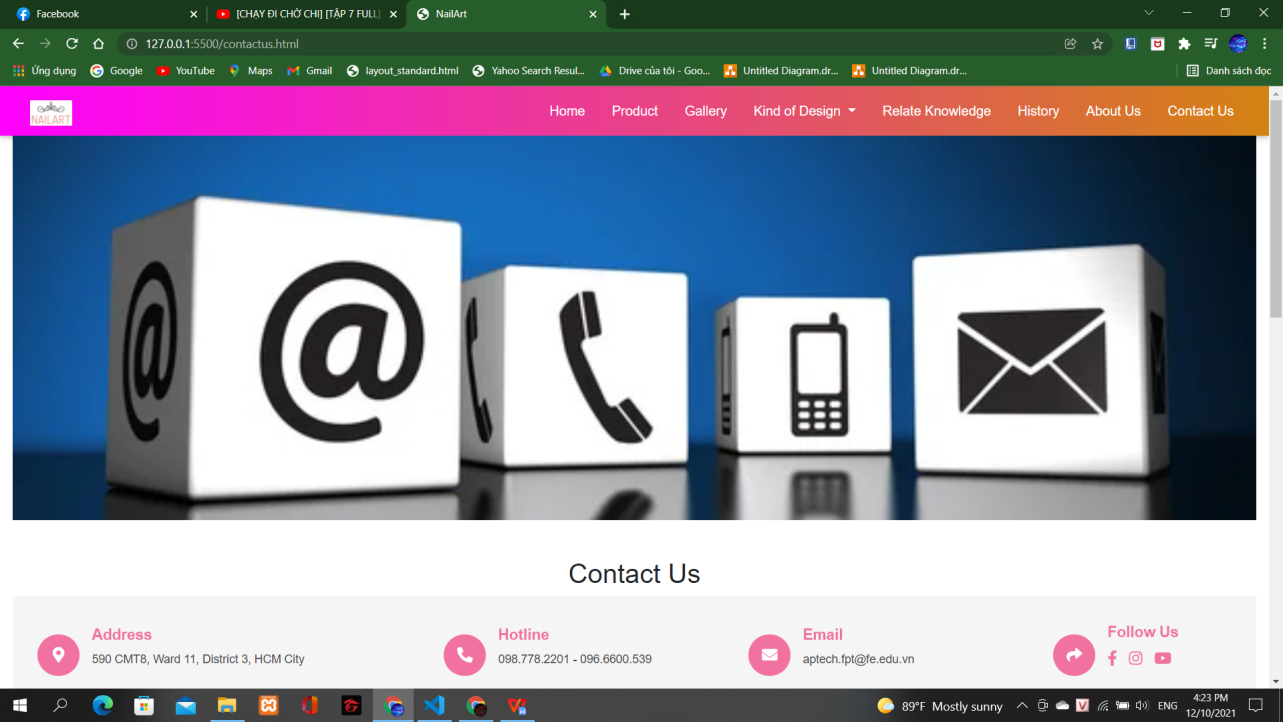 Facebook
[CHẠY ĐI CHỜ CHI] [TẬP 7 FULL]
NailArt
127.0.0.1:5500/contactus.html
Ứng dụng
Google
YouTube
Maps
Gmail
layout_standard.html
Yahoo Search Resul...
Drive của tôi - Goo...
Untitled Diagram.dr...
Untitled Diagram.dr...
Danh sách đọc
NAILART
Home
Product
Gallery
Kind of Design
Relate Knowledge
History
About Us
Contact Us
@
@
Contact Us
Address
590 CMT8, Ward 11, District 3, HCM City
Hotline
098.778.2201 - 096.6600.539
Email
aptech.fpt@fe.edu.vn
Follow Us
89°F Mostly sunny
ENG
4:23 PM
12/10/2021